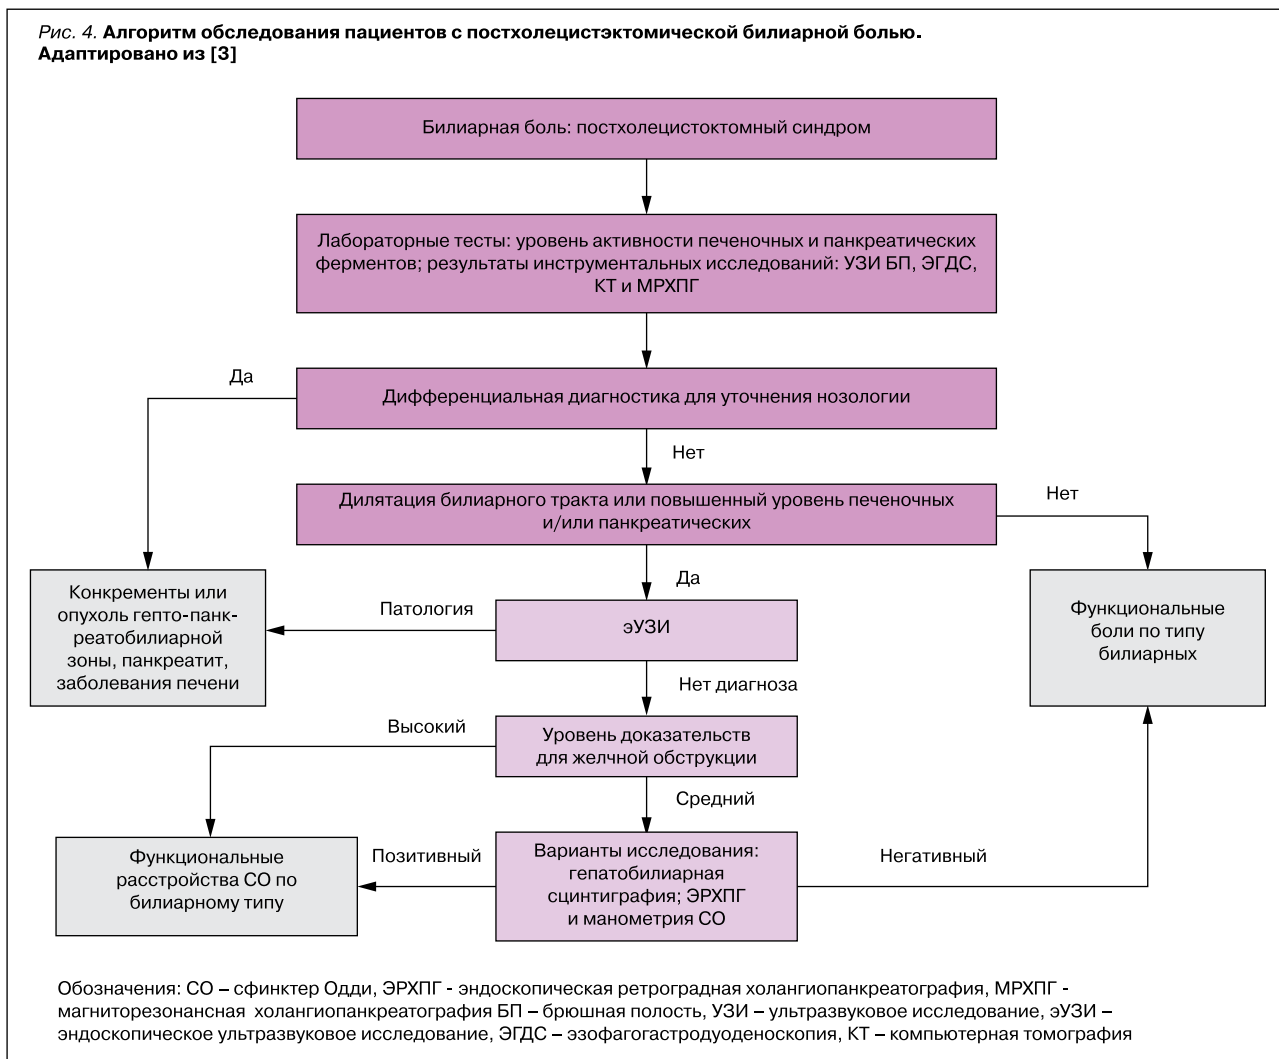 Рис. 4. Алгоритм обследования пациентов с постхолецистэктомической билиарной болью.
Адаптировано из [3]
Билиарная боль: постхолецистоктомный синдром
Лабораторные тесты: уровень активности печеночных и панкреатических
ферментов; результаты инструментальных исследований: УЗИ БП, ЭГДС,
КТ и МРХПГ
Да
Дифференциальная диагностика для уточнения нозологии
Нет
Дилятация билиарного тракта или повышенный уровень печеночных
и/или панкреатических
Нет
Да
Конкременты или
опухоль гепто-панк-
реатобилиарной
зоны, панкреатит,
заболевания печени
Патология
эУЗИ
Функциональные
боли по типу
билиарных
Нет диагноза
Высокий
Уровень доказательств
для желчной обструкции
Средний
Функциональные
расстройства СО по
билиарному типу
Позитивный
Варианты исследования:
гепатобилиарная
сцинтиграфия; ЭРХПГ
и манометрия СО
Негативный
Обозначения: СО – сфинктер Одди, ЭРХПГ - эндоскопическая ретроградная холангиопанкреатография, МРХПГ -
магниторезонансная холангиопанкреатография БП – брюшная полость, УЗИ – ультразвуковое исследование, эУЗИ –
эндоскопическое ультразвуковое исследование, ЭГДС – эзофагогастродуоденоскопия, КТ – компьютерная томография